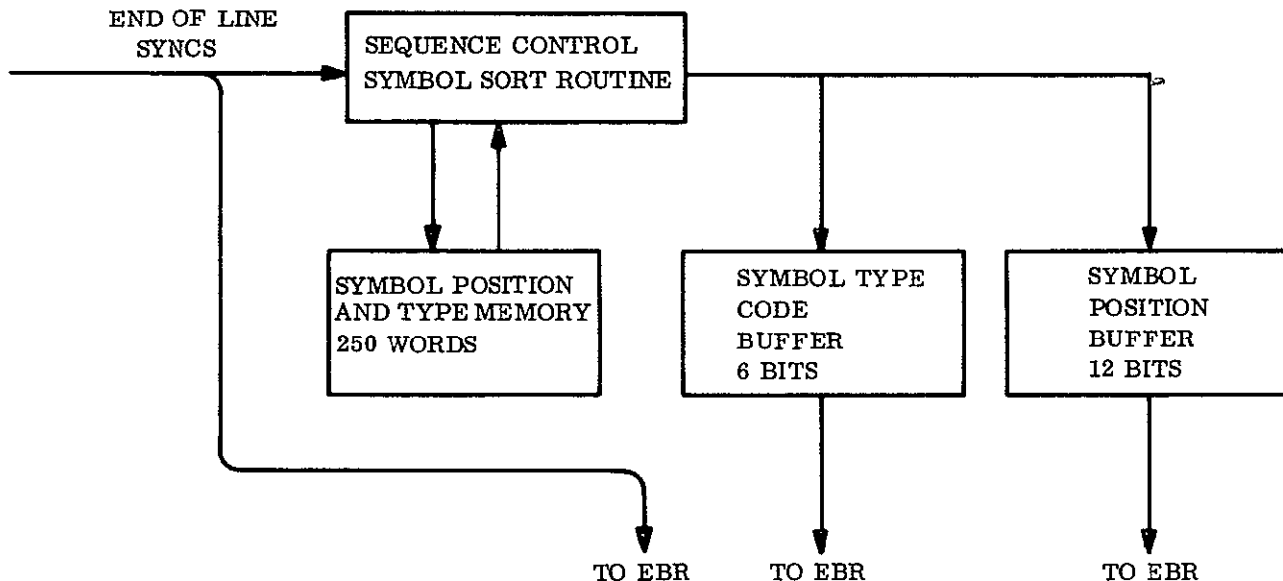 END OF LINE
SYNCS
SEQUENCE CONTROL
SYMBOL SORT ROUTINE
SYMBOL POSITION
AND TYPE MEMORY
250 WORDS
SYMBOL TYPE
CODE
BUFFER
6 BITS
SYMBOL
POSITION
BUFFER
12 BITS
TO EBR
TO EBR
TO EBR